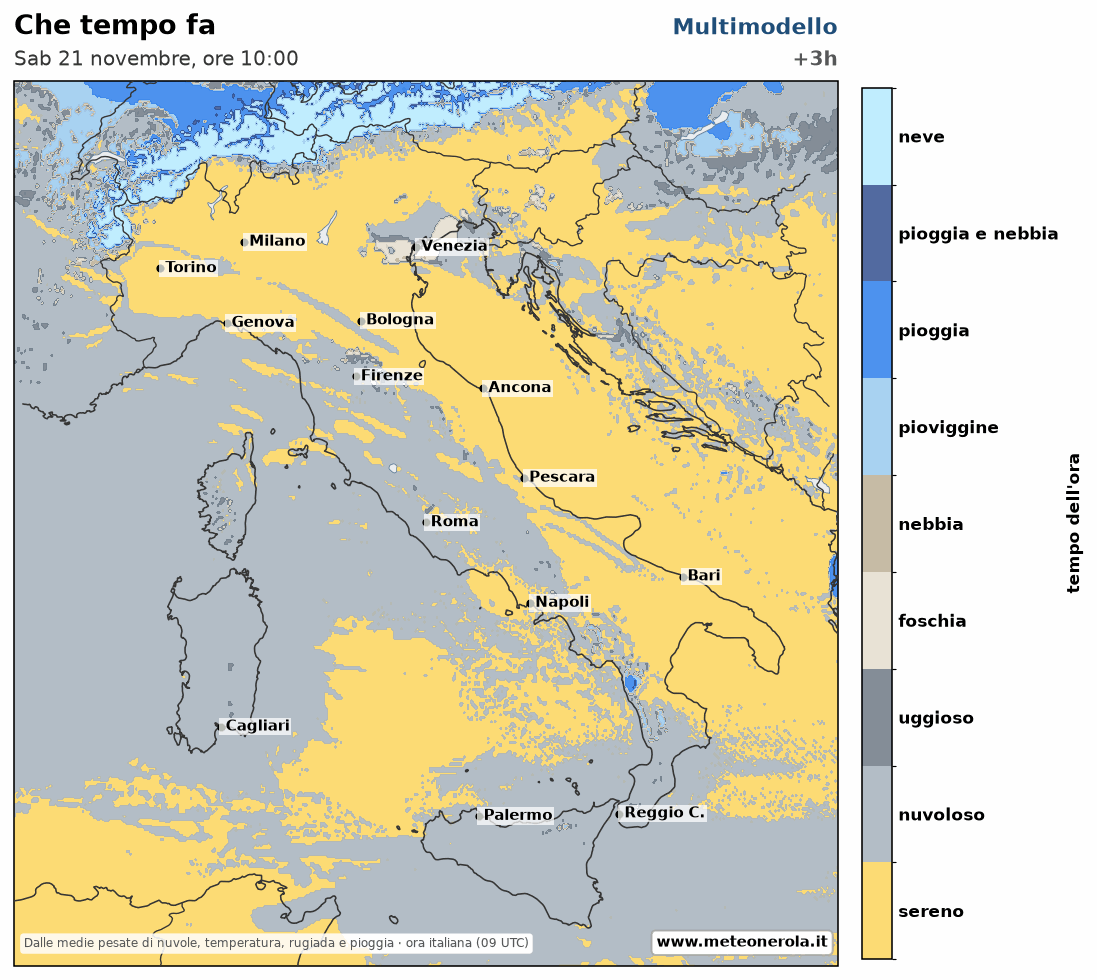 Che tempo fa
Multimodello
Sab 21 novembre, ore 10:00
+3h
neve
pioggia e nebbia
pioggia
pioviggine
nebbia
foschia
uggioso
nuvoloso
sereno
tempo dell'ora
Milano
Venezia
Torino
Genova
Bologna
Firenze
Ancona
Pescara
Roma
Bari
Napoli
Cagliari
Palermo
Reggio C.
Dalle medie pesate di nuvole, temperatura, rugiada e pioggia · ora italiana (09 UTC)
www.meteonerola.it